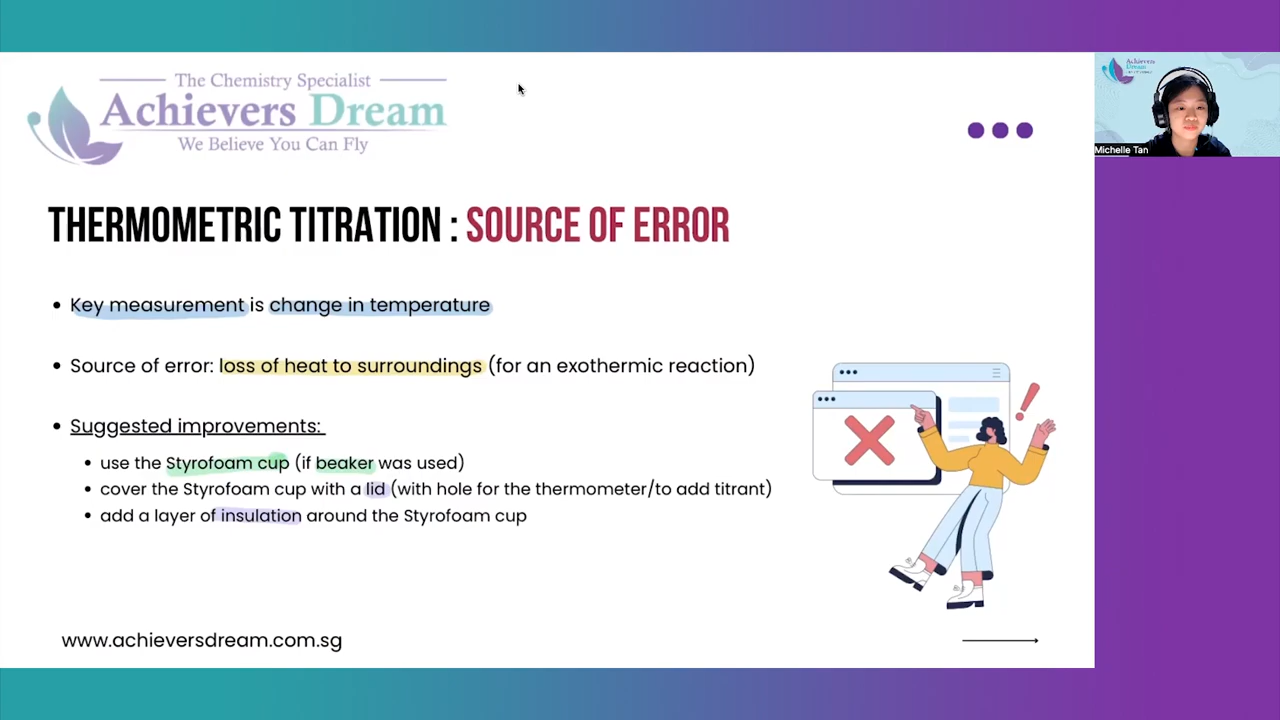 The Chemistry Specialist
Achievers Dream
We Believe You Can Fly
THERMOMETRIC TITRATION : SOURCE OF ERROR
• Key measurement is change in temperature
• Source of error: loss of heat to surroundings (for an exothermic reaction)
• Suggested improvements:
• use the Styrofoam cup (if beaker was used)
• cover the Styrofoam cup with a lid (with hole for the thermometer/to add titrant)
• add a layer of insulation around the Styrofoam cup
www.achieversdream.com.sg
Achievers
Dream
Michelle Tan